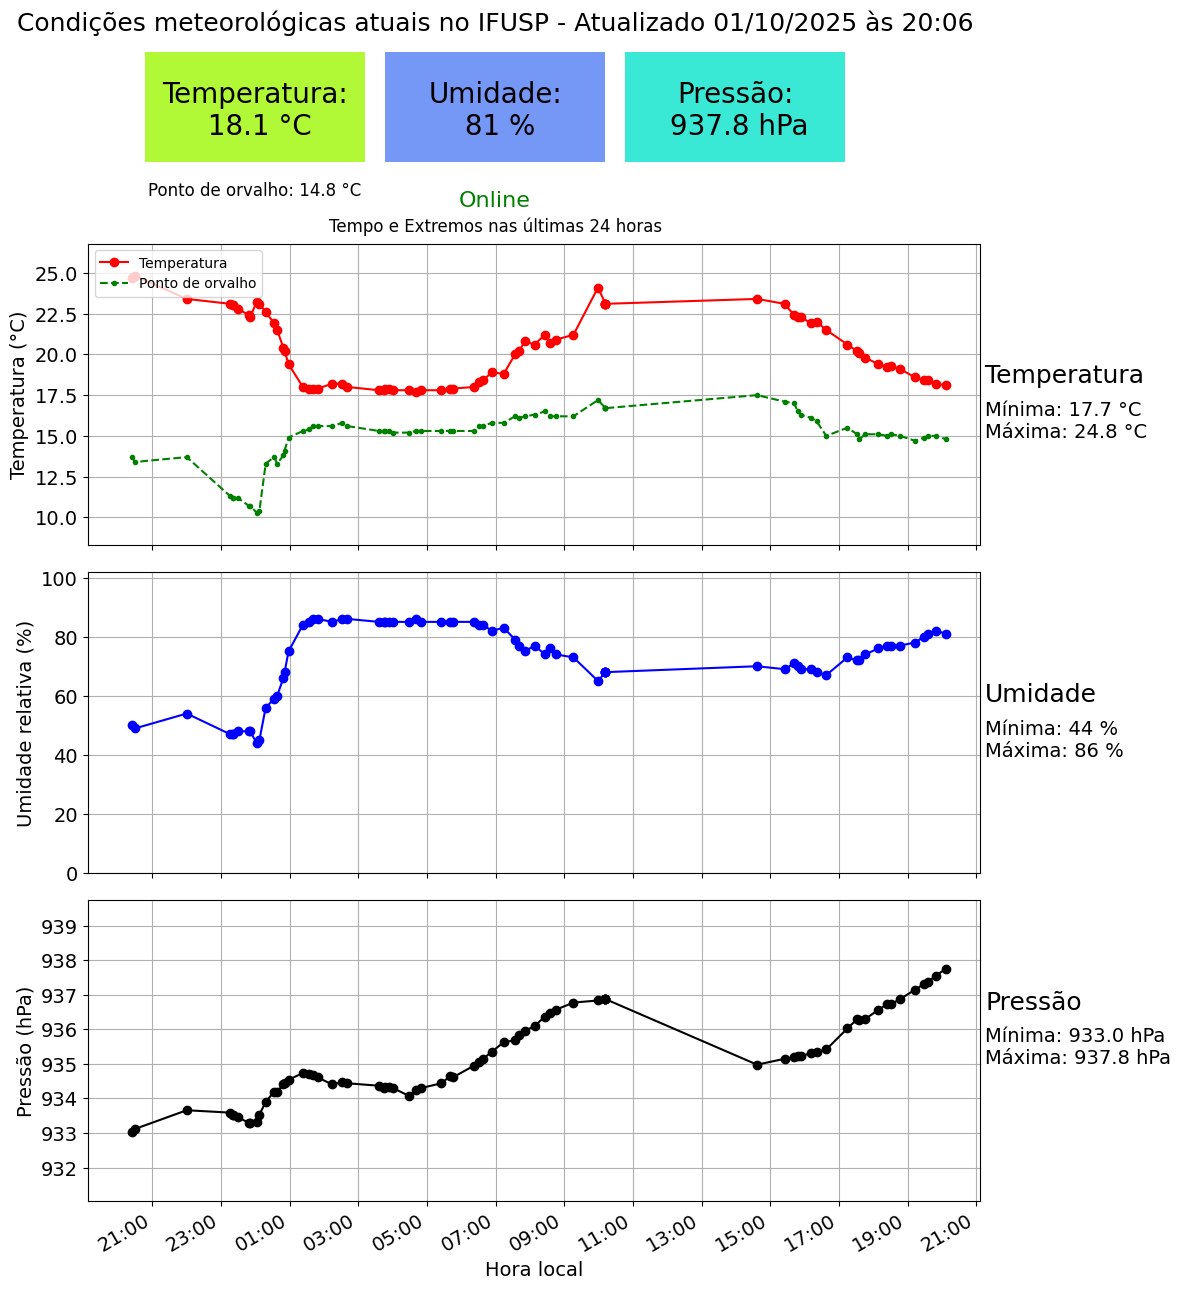 Condições meteorológicas atuais no IFUSP - Atualizado 01/10/2025 às 20:06
Temperatura:
18.1 °C
Umidade:
81 %
Pressão:
937.8 hPa
Ponto de orvalho: 14.8 °C
Online
Tempo e Extremos nas últimas 24 horas
Temperatura
Ponto de orvalho
Temperatura (°C)
25.0
22.5
20.0
17.5
15.0
12.5
10.0
Temperatura
Mínima: 17.7 °C
Máxima: 24.8 °C
Umidade relativa (%)
100
80
60
40
20
0
Umidade
Mínima: 44 %
Máxima: 86 %
Pressão (hPa)
939
938
937
936
935
934
933
932
Pressão
Mínima: 933.0 hPa
Máxima: 937.8 hPa
21:00 23:00 01:00 03:00 05:00 07:00 09:00 11:00 13:00 15:00 17:00 19:00 21:00
Hora local